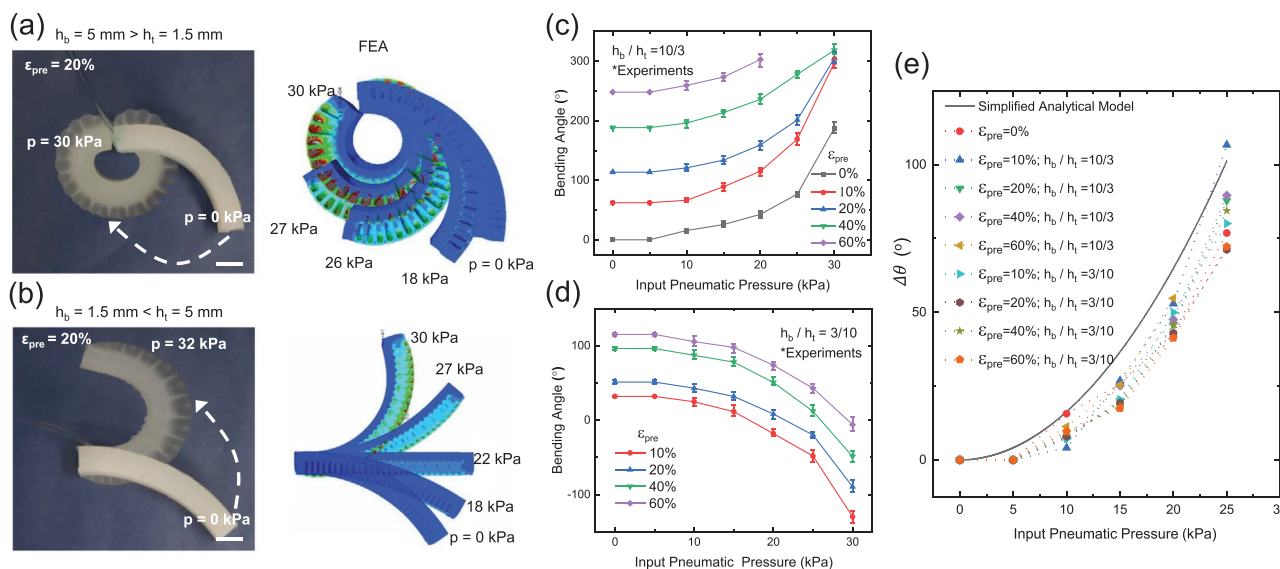 (a)
h_b = 5 mm > h_t = 1.5 mm
ε_pre = 20%
p = 30 kPa
p = 0 kPa
FEA
30 kPa
27 kPa
26 kPa
18 kPa
p = 0 kPa
(b)
h_b = 1.5 mm < h_t = 5 mm
ε_pre = 20%
p = 32 kPa
p = 0 kPa
30 kPa
27 kPa
22 kPa
18 kPa
p = 0 kPa
(c)
h_b / h_t =10/3
*Experiments
Bending Angle (°)
300
200
100
0
ε_pre
0%
10%
20%
40%
60%
0
10
20
30
Input Pneumatic Pressure (kPa)
(d)
h_b / h_t = 3/10
*Experiments
Bending Angle (°)
100
0
-100
ε_pre
10%
20%
40%
60%
0
5
10
15
20
25
30
Input Pneumatic Pressure (kPa)
(e)
Simplified Analytical Model
ε_pre=0%
ε_pre=10%; h_b / h_t = 10/3
ε_pre=20%; h_b / h_t = 10/3
ε_pre=40%; h_b / h_t = 10/3
ε_pre=60%; h_b / h_t = 10/3
ε_pre=10%; h_b / h_t = 3/10
ε_pre=20%; h_b / h_t = 3/10
ε_pre=40%; h_b / h_t = 3/10
ε_pre=60%; h_b / h_t = 3/10
Δθ (°)
100
50
0
0
5
10
15
20
25
Input Pneumatic Pressure (kPa)